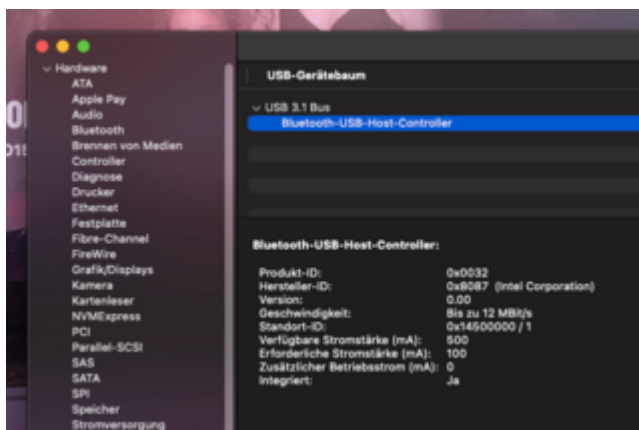 USB-Gerätebaum
Hardware
ATA
Apple Pay
Audio
Bluetooth
Brennen von Medien
Controller
Diagnose
Drucker
Ethernet
Festplatte
Fibre-Channel
FireWire
Grafik/Displays
Kamera
Kartenleser
NVMExpress
PCI
Parallel-SCSI
SAS
SATA
SPI
Speicher
Stromversorgung
USB 3.1 Bus
Bluetooth-USB-Host-Controller
Bluetooth-USB-Host-Controller:
Produkt-ID: 0x0032
Hersteller-ID: 0x8087 (Intel Corporation)
Version: 0.00
Geschwindigkeit: Bis zu 12 MBit/s
Standort-ID: 0x14500000 / 1
Verfügbare Stromstärke (mA): 500
Erforderliche Stromstärke (mA): 100
Zusätzlicher Betriebsstrom (mA): 0
Integriert: Ja